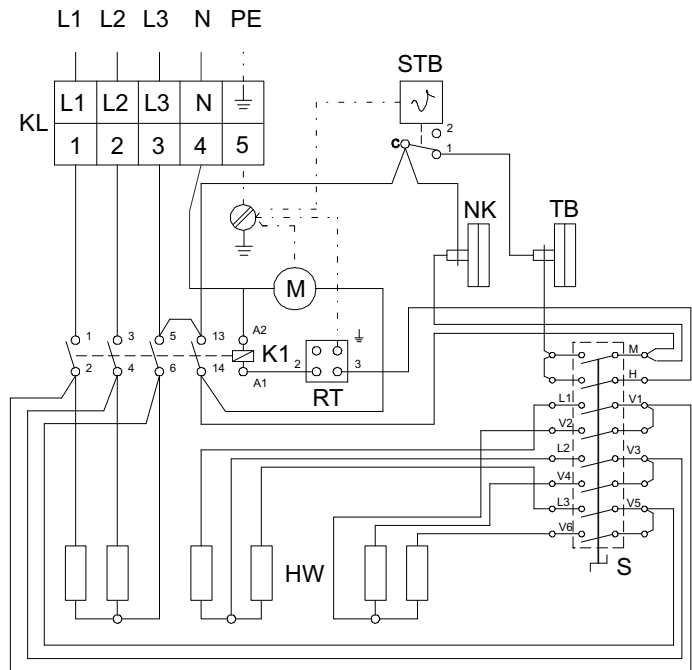 L1 L2 L3 N PE
STB
KL L1 L2 L3 N
1 2 3 4 5
2
C 1
NK TB
M
1 3 5 13 A2
K1
2 4 6 14 A1 2 3
RT
M
H
L1 V1
V2
L2 V3
V4
L3 V5
V6
HW S